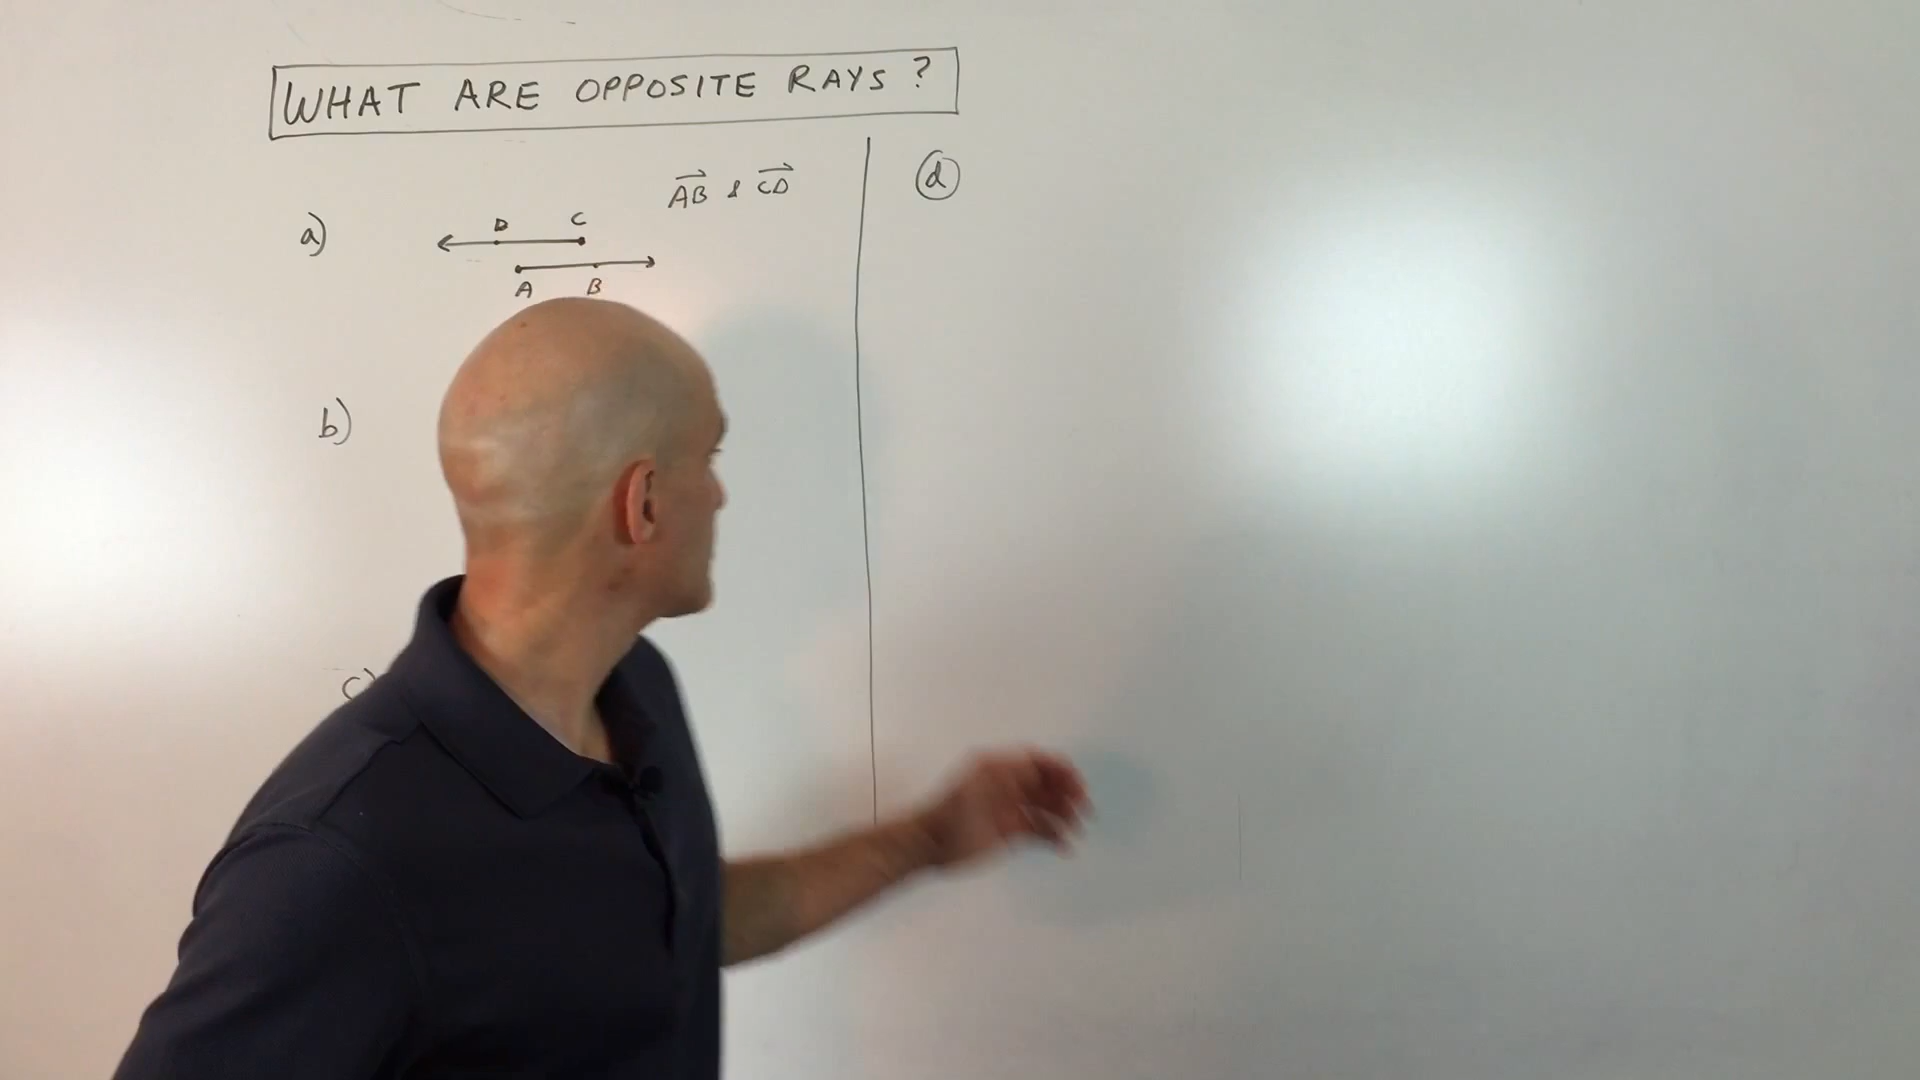 WHAT ARE OPPOSITE RAYS ?
AB & CD
a)
D C
A B
b)
c)
d